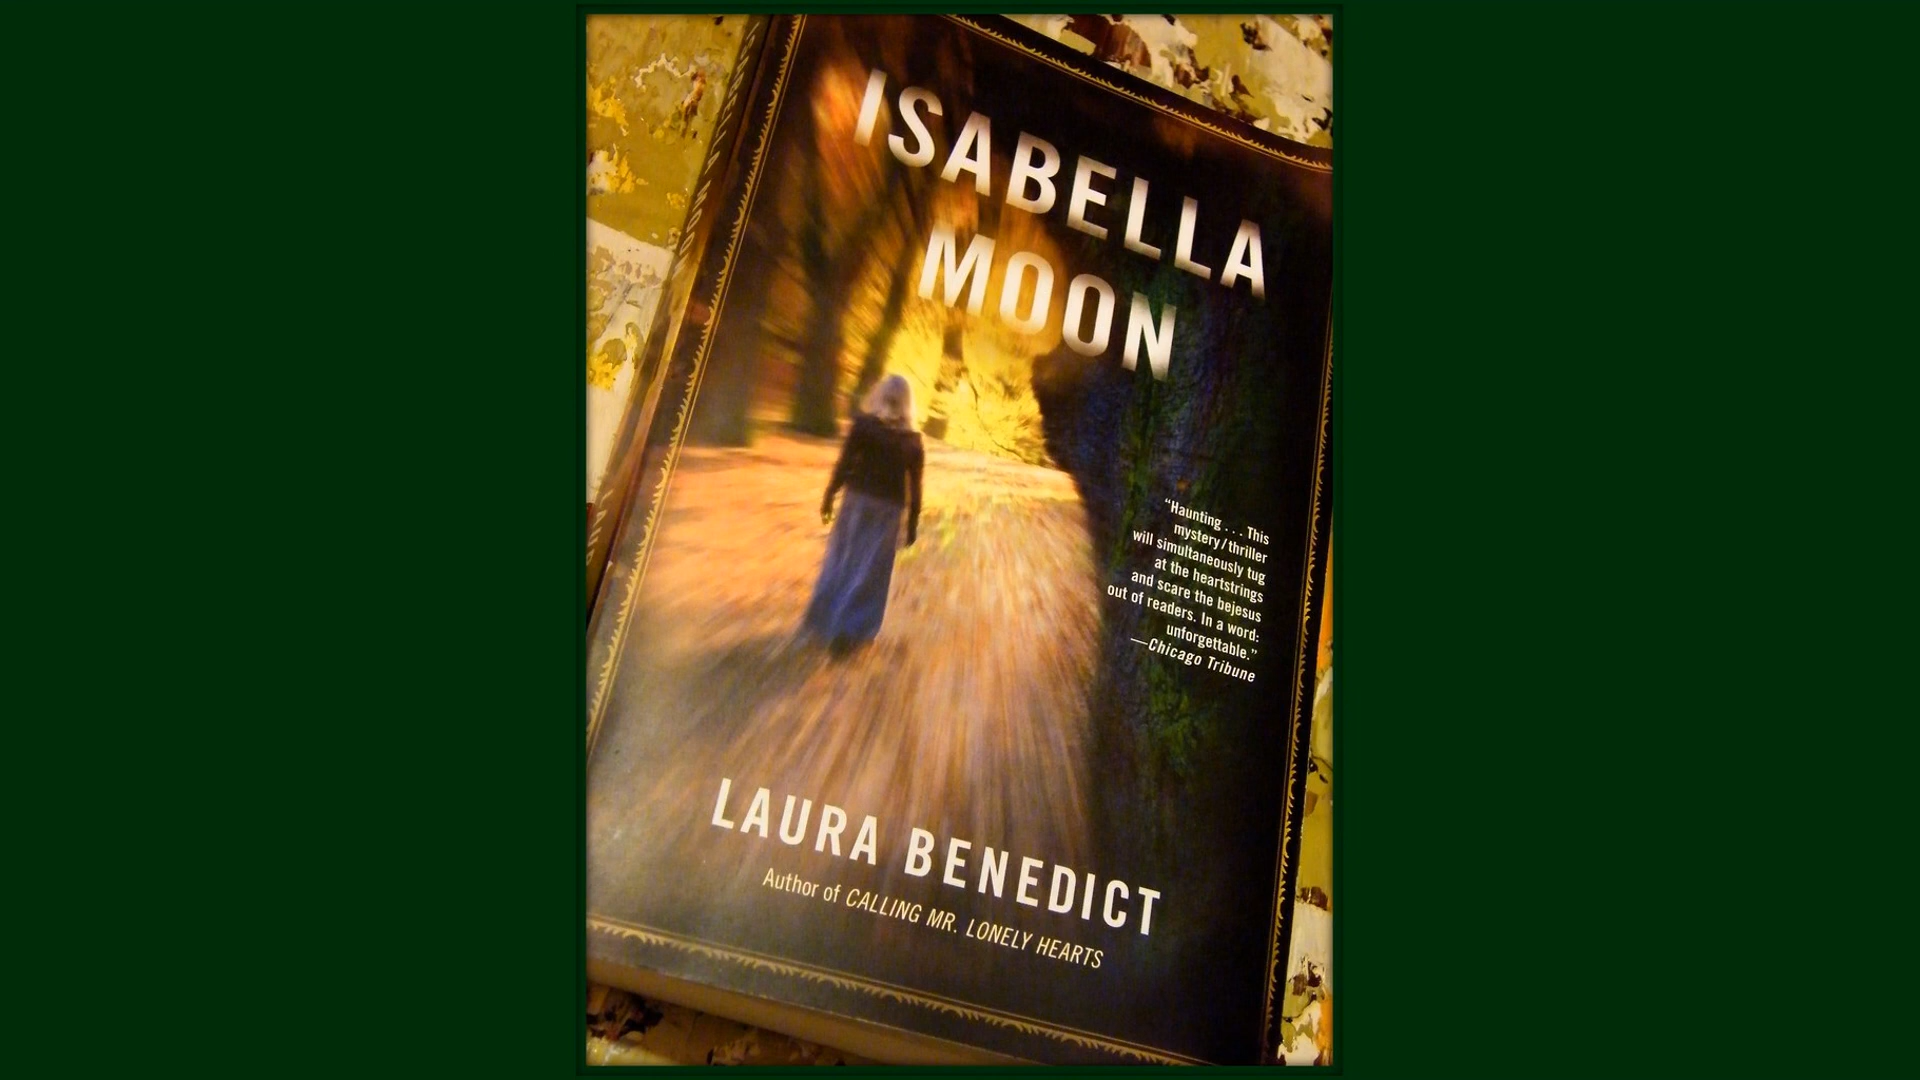 ISABELLA
MOON
“Haunting . . . This
mystery/thriller
will simultaneously tug
at the heartstrings
and scare the bejesus
out of readers. In a word:
unforgettable.”
—Chicago Tribune
LAURA BENEDICT
Author of CALLING MR. LONELY HEARTS